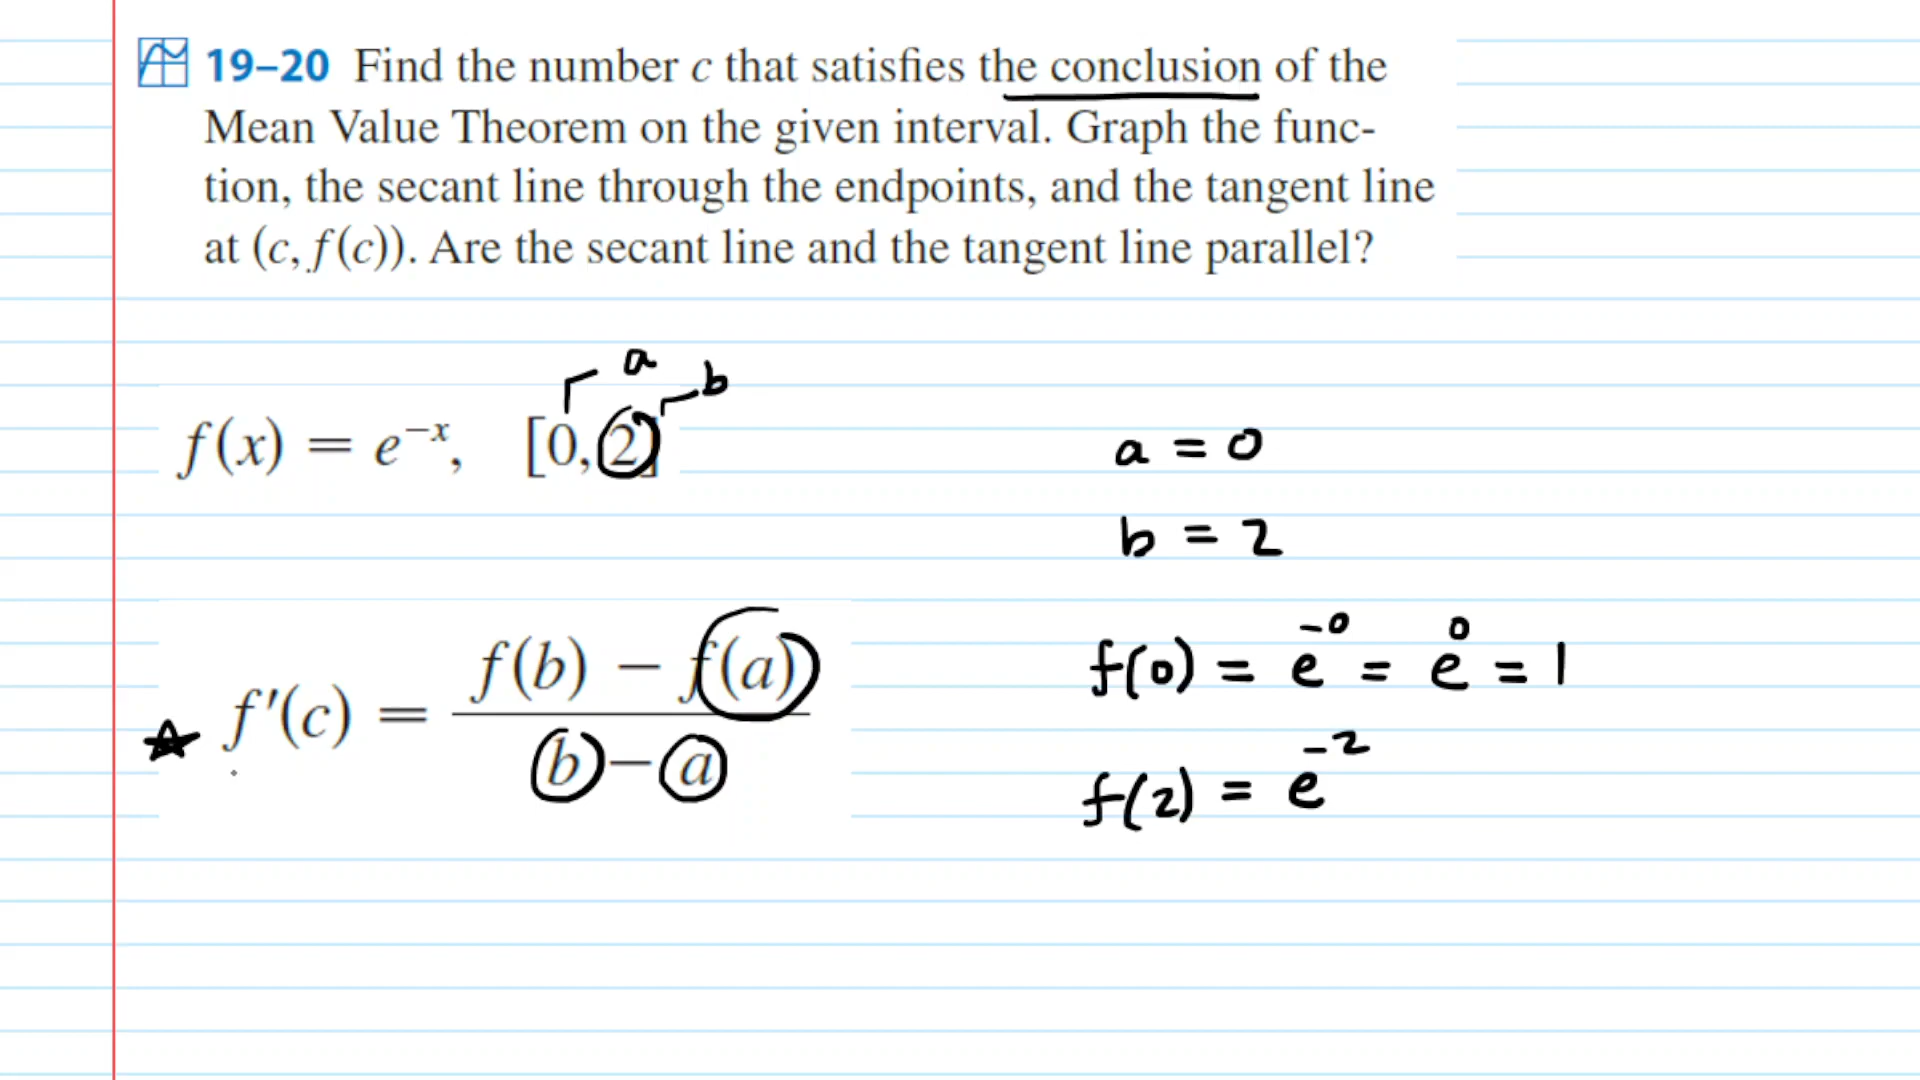 19–20 Find the number c that satisfies the conclusion of the
Mean Value Theorem on the given interval. Graph the func-
tion, the secant line through the endpoints, and the tangent line
at (c, f(c)). Are the secant line and the tangent line parallel?
a
b
f(x) = e⁻ˣ, [0, 2]
a = 0
b = 2
f'(c) = \frac{f(b) − f(a)}{b − a}
f(0) = e⁻⁰ = e⁰ = 1
f(2) = e⁻²